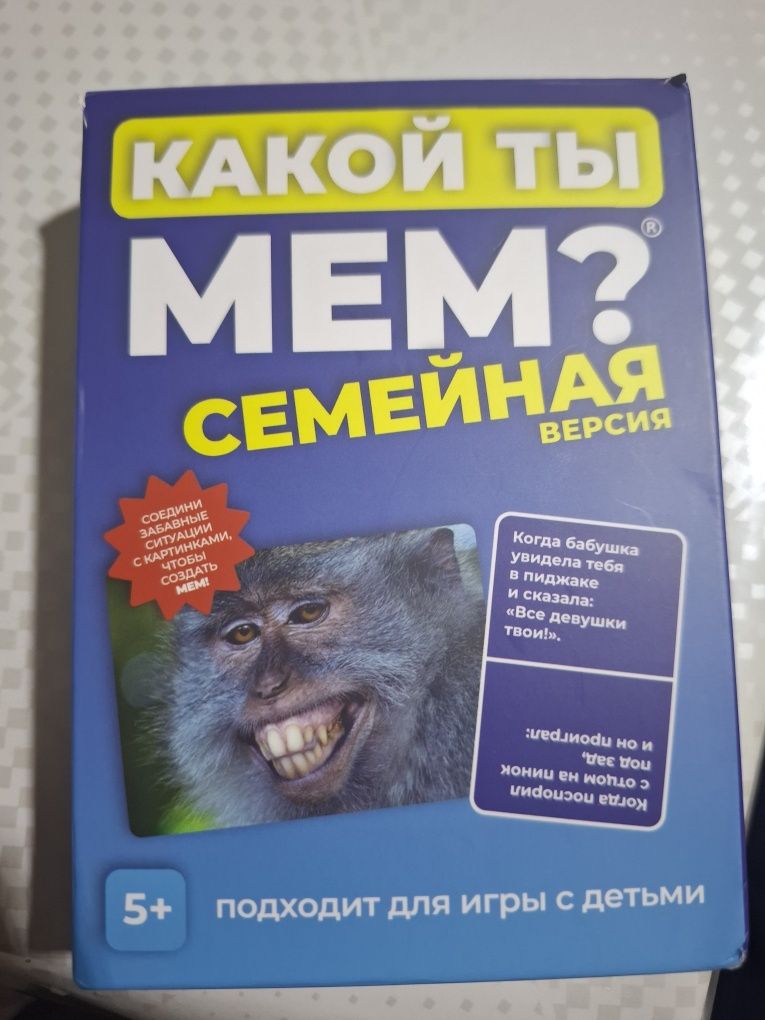 КАКОЙ ТЫ
МЕМ?®
СЕМЕЙНАЯ
ВЕРСИЯ
СОЕДИНИ
ЗАБАВНЫЕ
СИТУАЦИИ
С КАРТИНКАМИ,
ЧТОБЫ
СОЗДАТЬ
МЕМ!
Когда бабушка
увидела тебя
в пиджаке
и сказала:
«Все девушки
твои!».
Когда поспорил
с отцом на пинок
под зад,
и он проиграл:
5+
подходит для игры с детьми